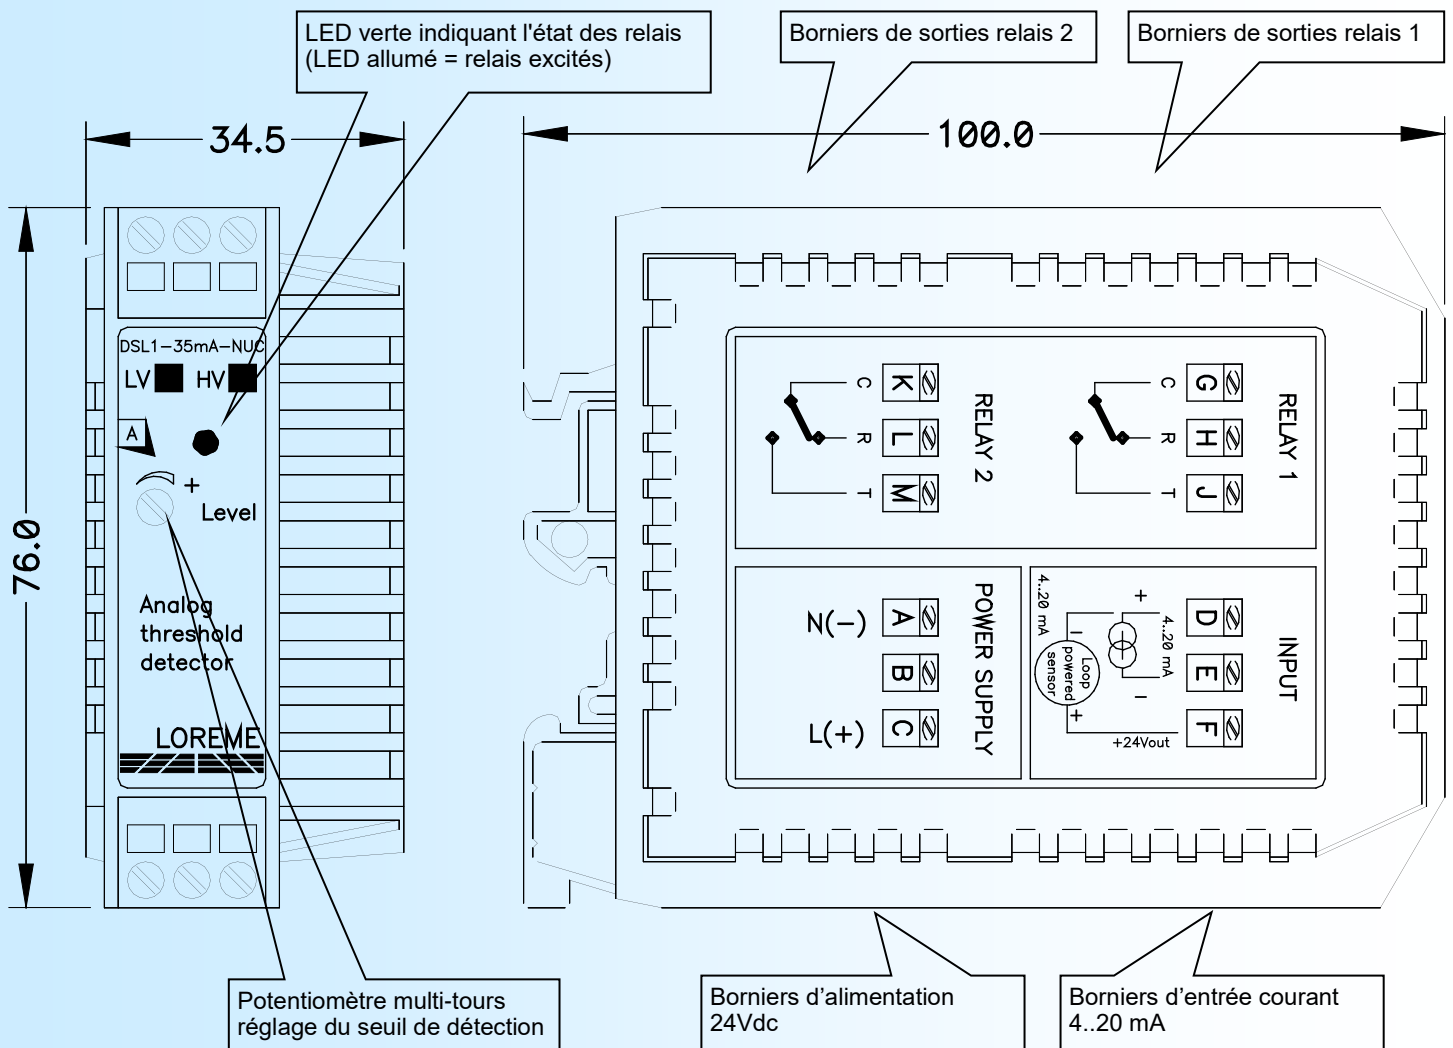 LED verte indiquant l'état des relais
(LED allumé = relais excités)
Borniers de sorties relais 2
Borniers de sorties relais 1
34.5
100.0
76.0
DSL1-35mA-NUC
LV
HV
A
+
Level
Analog
threshold
detector
LOREME
RELAY 1
G
H
J
C
R
T
RELAY 2
K
L
M
C
R
T
INPUT
D
E
F
4..20 mA
+
-
4..20 mA
-
Loop
powered
sensor
+
+24Vout
POWER SUPPLY
A
B
C
N(-)
L(+)
Potentiomètre multi-tours
réglage du seuil de détection
Borniers d’alimentation
24Vdc
Borniers d’entrée courant
4..20 mA